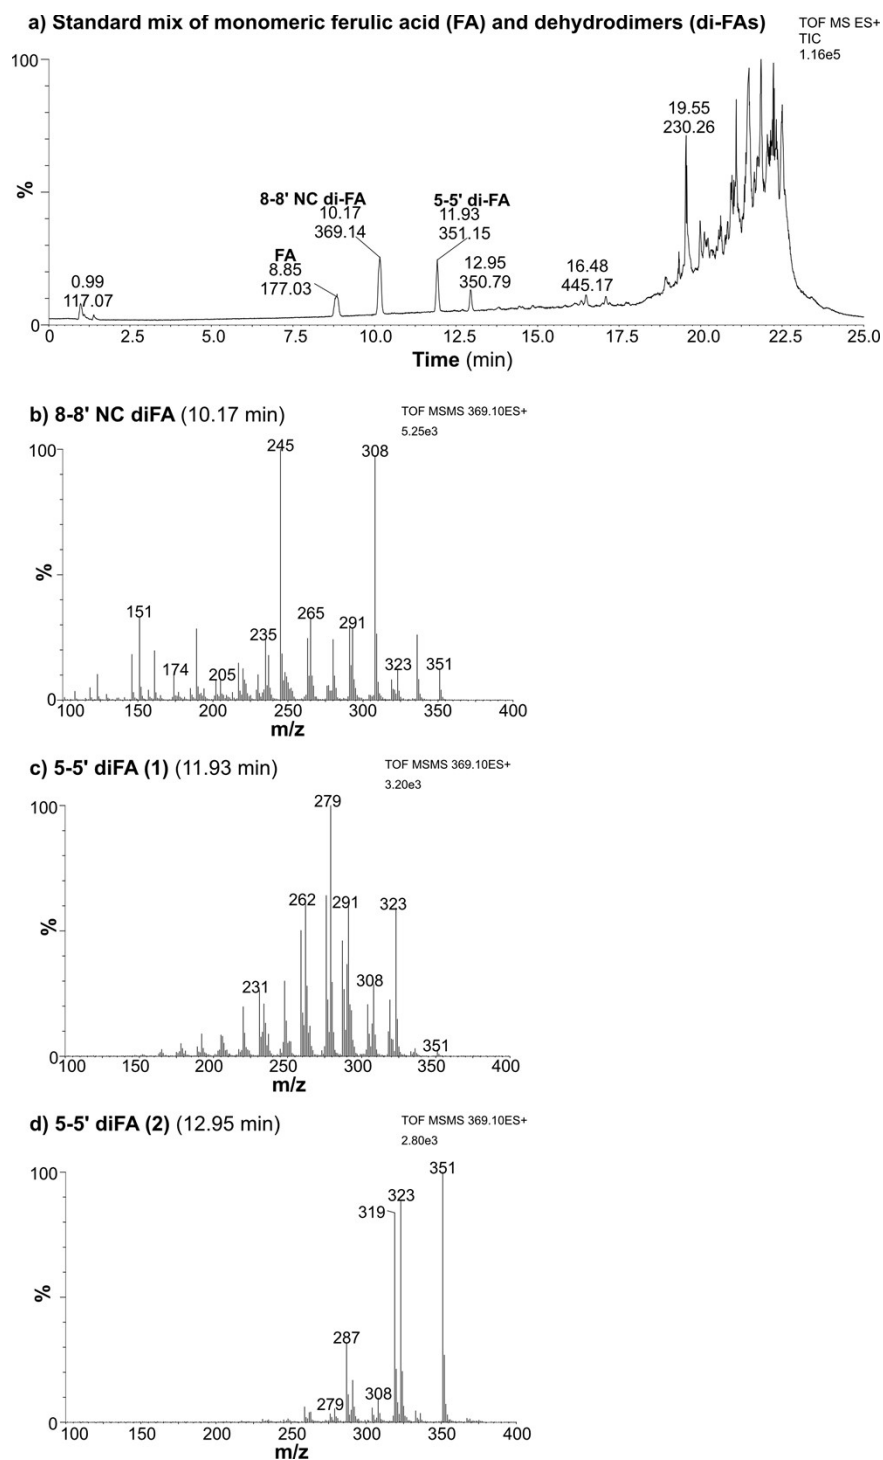 a) Standard mix of monomeric ferulic acid (FA) and dehydrodimers (di-FAs)
TOF MS ES+
TIC
1.16e5
100
%
0
0.99
117.07
FA
8.85
177.03
8-8' NC di-FA
10.17
369.14
5-5' di-FA
11.93
351.15
12.95
350.79
16.48
445.17
19.55
230.26
0 2.5 5.0 7.5 10.0 12.5 15.0 17.5 20.0 22.5 25.0
Time (min)
b) 8-8' NC diFA (10.17 min)
TOF MSMS 369.10ES+
5.25e3
100
%
0
151
174
205
235
245
265
291
308
323
351
100 150 200 250 300 350 400
m/z
c) 5-5' diFA (1) (11.93 min)
TOF MSMS 369.10ES+
3.20e3
100
%
0
231
262
279
291
308
323
351
100 150 200 250 300 350 400
m/z
d) 5-5' diFA (2) (12.95 min)
TOF MSMS 369.10ES+
2.80e3
100
%
0
279
287
308
319
323
351
100 150 200 250 300 350 400
m/z